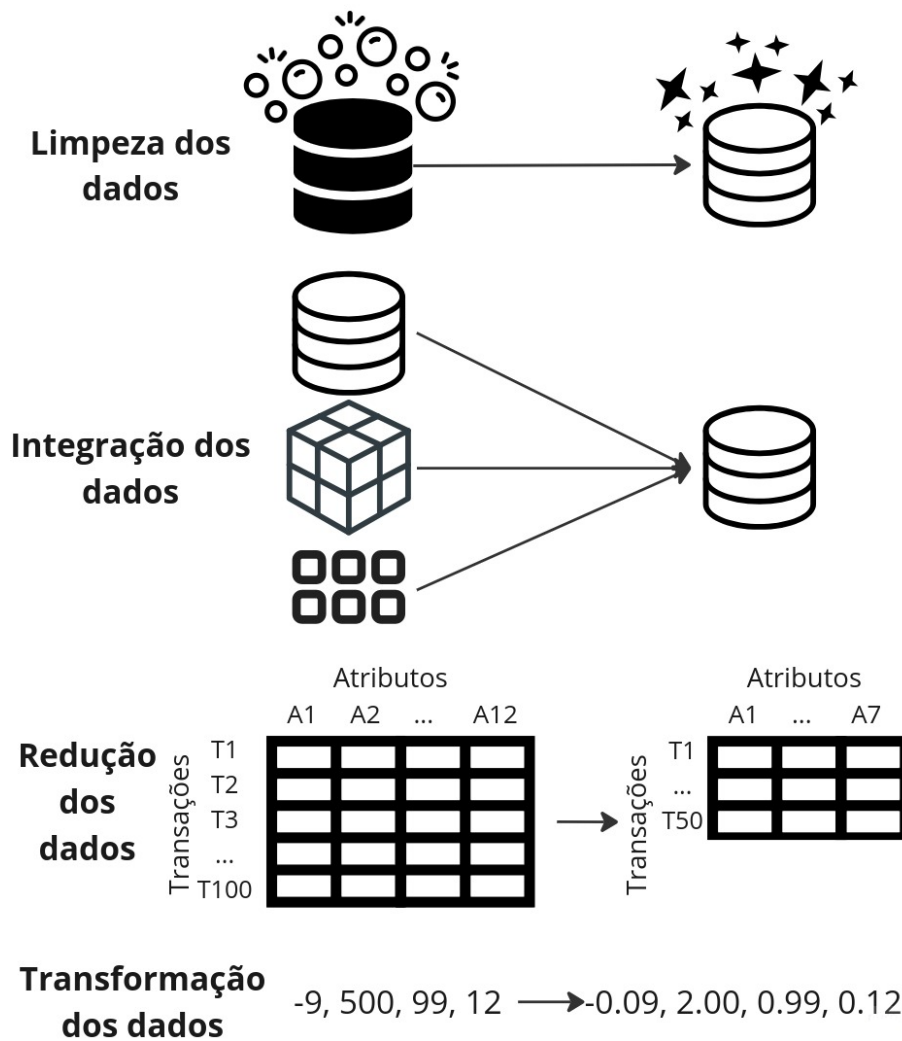 Limpeza dos
dados
Integração dos
dados
Redução
dos
dados
Atributos
A1 A2 ... A12
Transações
T1
T2
T3
...
T100
Atributos
A1 ... A7
Transações
T1
...
T50
Transformação
dos dados
-9, 500, 99, 12
-0.09, 2.00, 0.99, 0.12